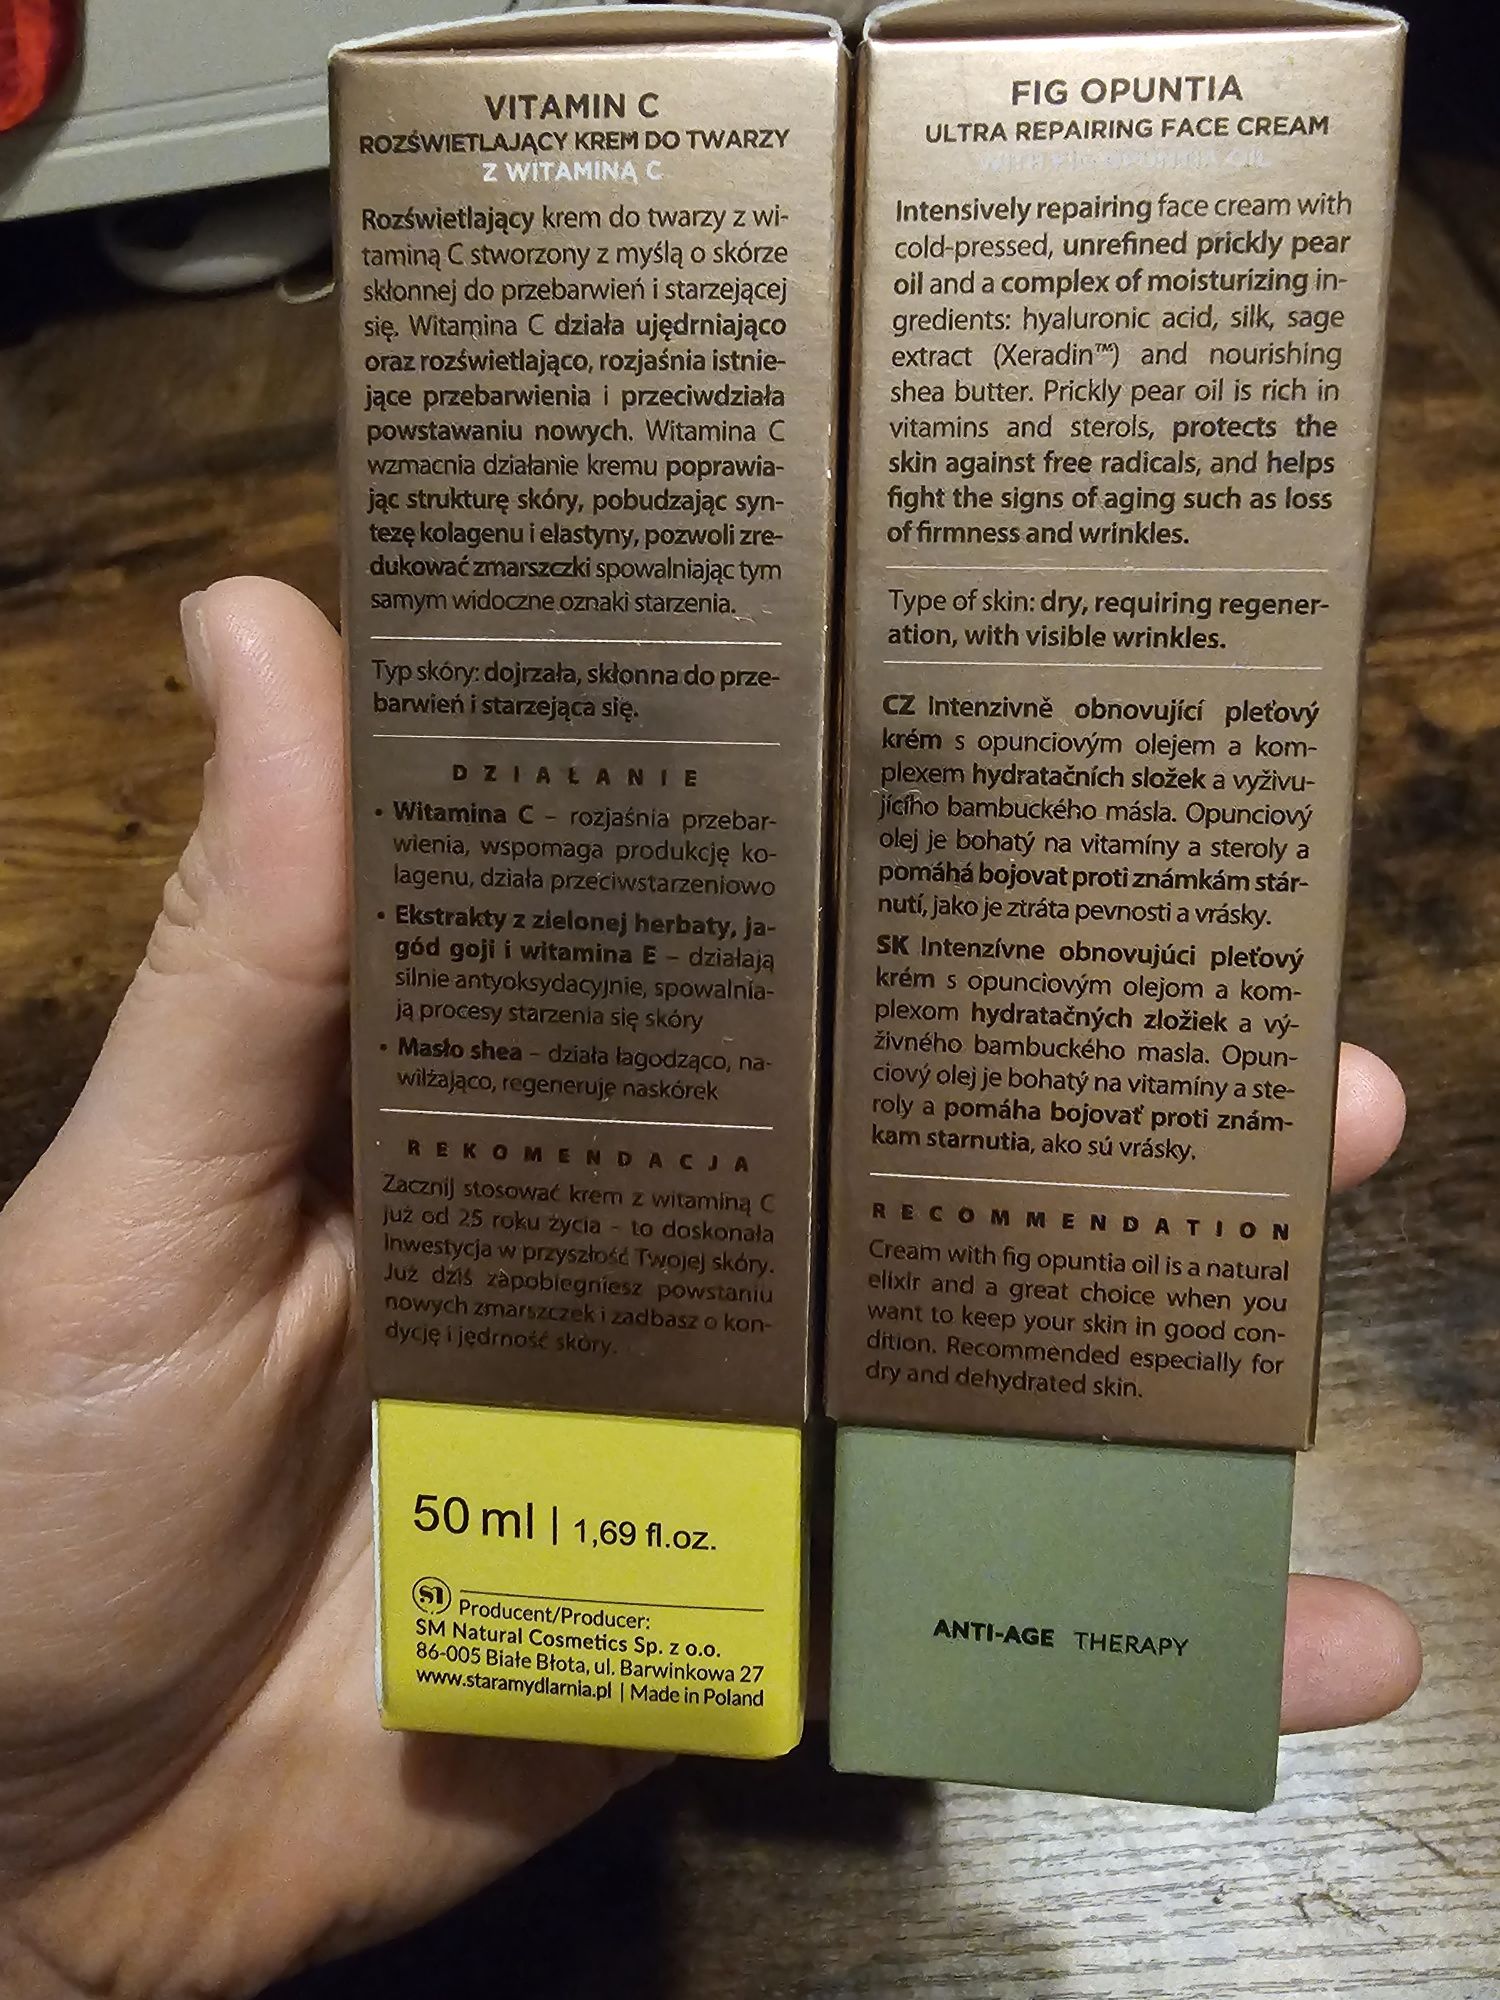 VITAMIN C
ROZŚWIETLAJĄCY KREM DO TWARZY
Z WITAMINĄ C
Rozświetlający krem do twarzy z wi-
taminą C stworzony z myślą o skórze
skłonnej do przebarwień i starzejącej
się. Witamina C działa ujędrniająco
oraz rozświetlająco, rozjaśnia istnie-
jące przebarwienia i przeciwdziała
powstawaniu nowych. Witamina C
wzmacnia działanie kremu poprawia-
jąc strukturę skóry, pobudzając syn-
tezę kolagenu i elastyny, pozwoli zre-
dukować zmarszczki spowalniając tym
samym widoczne oznaki starzenia.
Typ skóry: dojrzała, skłonna do prze-
barwień i starzejąca się.
DZIAŁANIE
• Witamina C – rozjaśnia przebar-
wienia, wspomaga produkcję ko-
lagenu, działa przeciwstarzeniowo
• Ekstrakty z zielonej herbaty, ja-
gód goji i witamina E – działają
silnie antyoksydacyjnie, spowalnia-
ją procesy starzenia się skóry
• Masło shea – działa łagodząco, na-
wilżająco, regeneruje naskórek
REKOMENDACJA
Zacznij stosować krem z witaminą C
już od 25 roku życia – to doskonała
inwestycja w przyszłość Twojej skóry.
Już dziś zapobiegniesz powstaniu
nowych zmarszczek i zadbasz o kon-
dycję i jędrność skóry.
50 ml | 1,69 fl.oz.
Producent/Producer:
SM Natural Cosmetics Sp. z o.o.
86-005 Białe Błota, ul. Barwinkowa 27
www.staramydlarnia.pl | Made in Poland
FIG OPUNTIA
ULTRA REPAIRING FACE CREAM
WITH FIG OPUNTIA OIL
Intensively repairing face cream with
cold-pressed, unrefined prickly pear
oil and a complex of moisturizing in-
gredients: hyaluronic acid, silk, sage
extract (Xeradin™) and nourishing
shea butter. Prickly pear oil is rich in
vitamins and sterols, protects the
skin against free radicals, and helps
fight the signs of aging such as loss
of firmness and wrinkles.
Type of skin: dry, requiring regener-
ation, with visible wrinkles.
CZ Intenzivně obnovující pleťový
krém s opunciovým olejem a kom-
plexem hydratačních složek a vyživu-
jícího bambuckého másla. Opunciový
olej je bohatý na vitamíny a steroly a
pomáhá bojovat proti známkám stár-
nutí, jako je ztráta pevnosti a vrásky.
SK Intenzívne obnovujúci pleťový
krém s opunciovým olejom a kom-
plexom hydratačných zložiek a vý-
živného bambuckého masla. Opun-
ciový olej je bohatý na vitamíny a ste-
roly a pomáha bojovať proti znám-
kam starnutia, ako sú vrásky.
RECOMMENDATION
Cream with fig opuntia oil is a natural
elixir and a great choice when you
want to keep your skin in good con-
dition. Recommended especially for
dry and dehydrated skin.
ANTI-AGE THERAPY